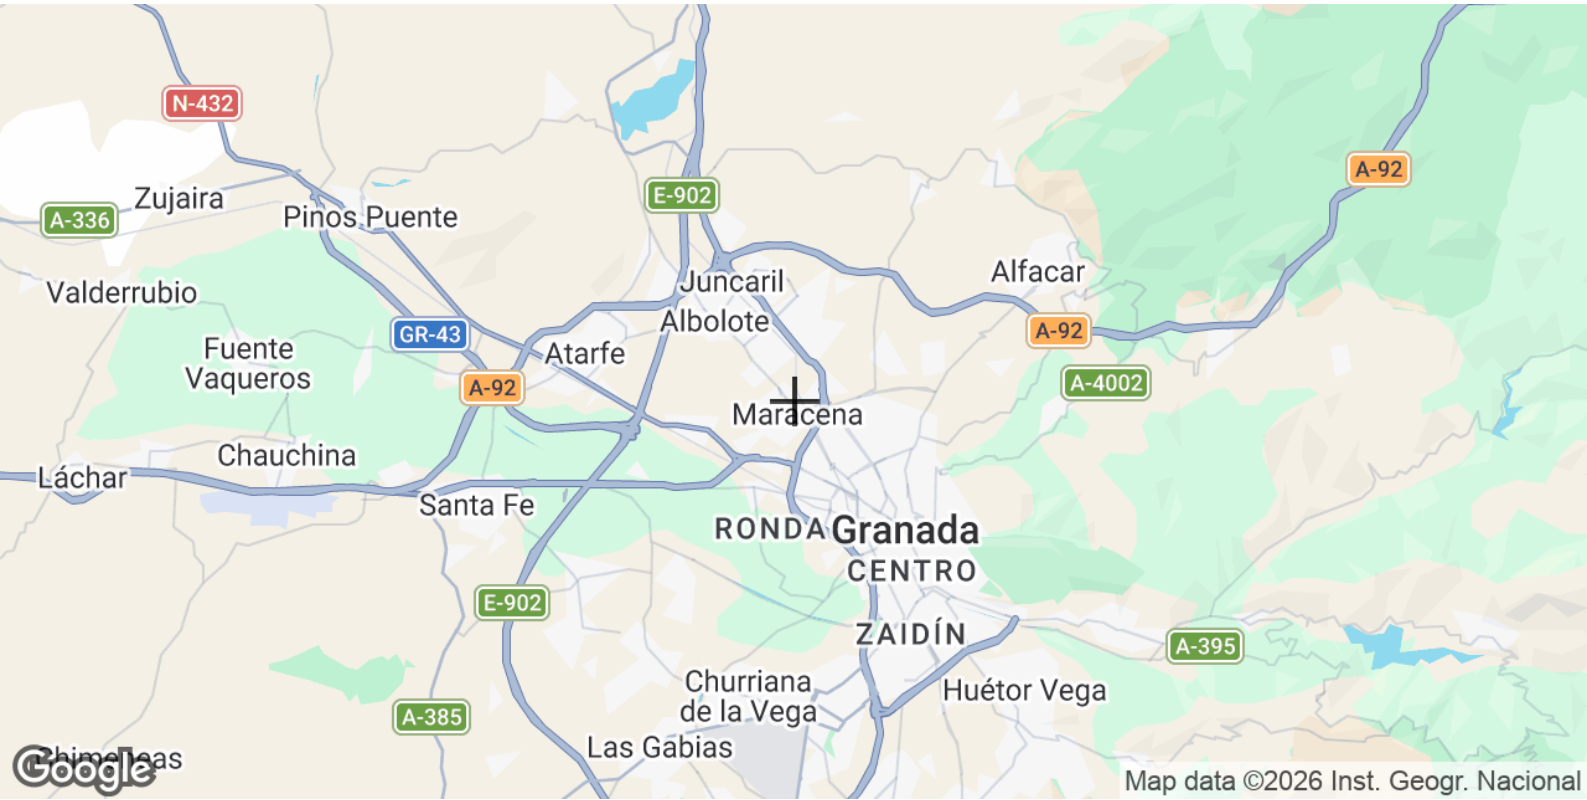 N-432
A-92
E-902
Zujaira
A-336
Pinos Puente
Alfacar
Juncaril
Valderrubio
Albolote
GR-43
A-92
Fuente
Vaqueros
Atarfe
A-92
A-4002
Maracena
Chauchina
Láchar
Santa Fe
RONDA
Granada
CENTRO
E-902
ZAIDÍN
A-395
Churriana
de la Vega
Huétor Vega
A-385
Las Gabias
Chimeneas
Google
Map data ©2026 Inst. Geogr. Nacional